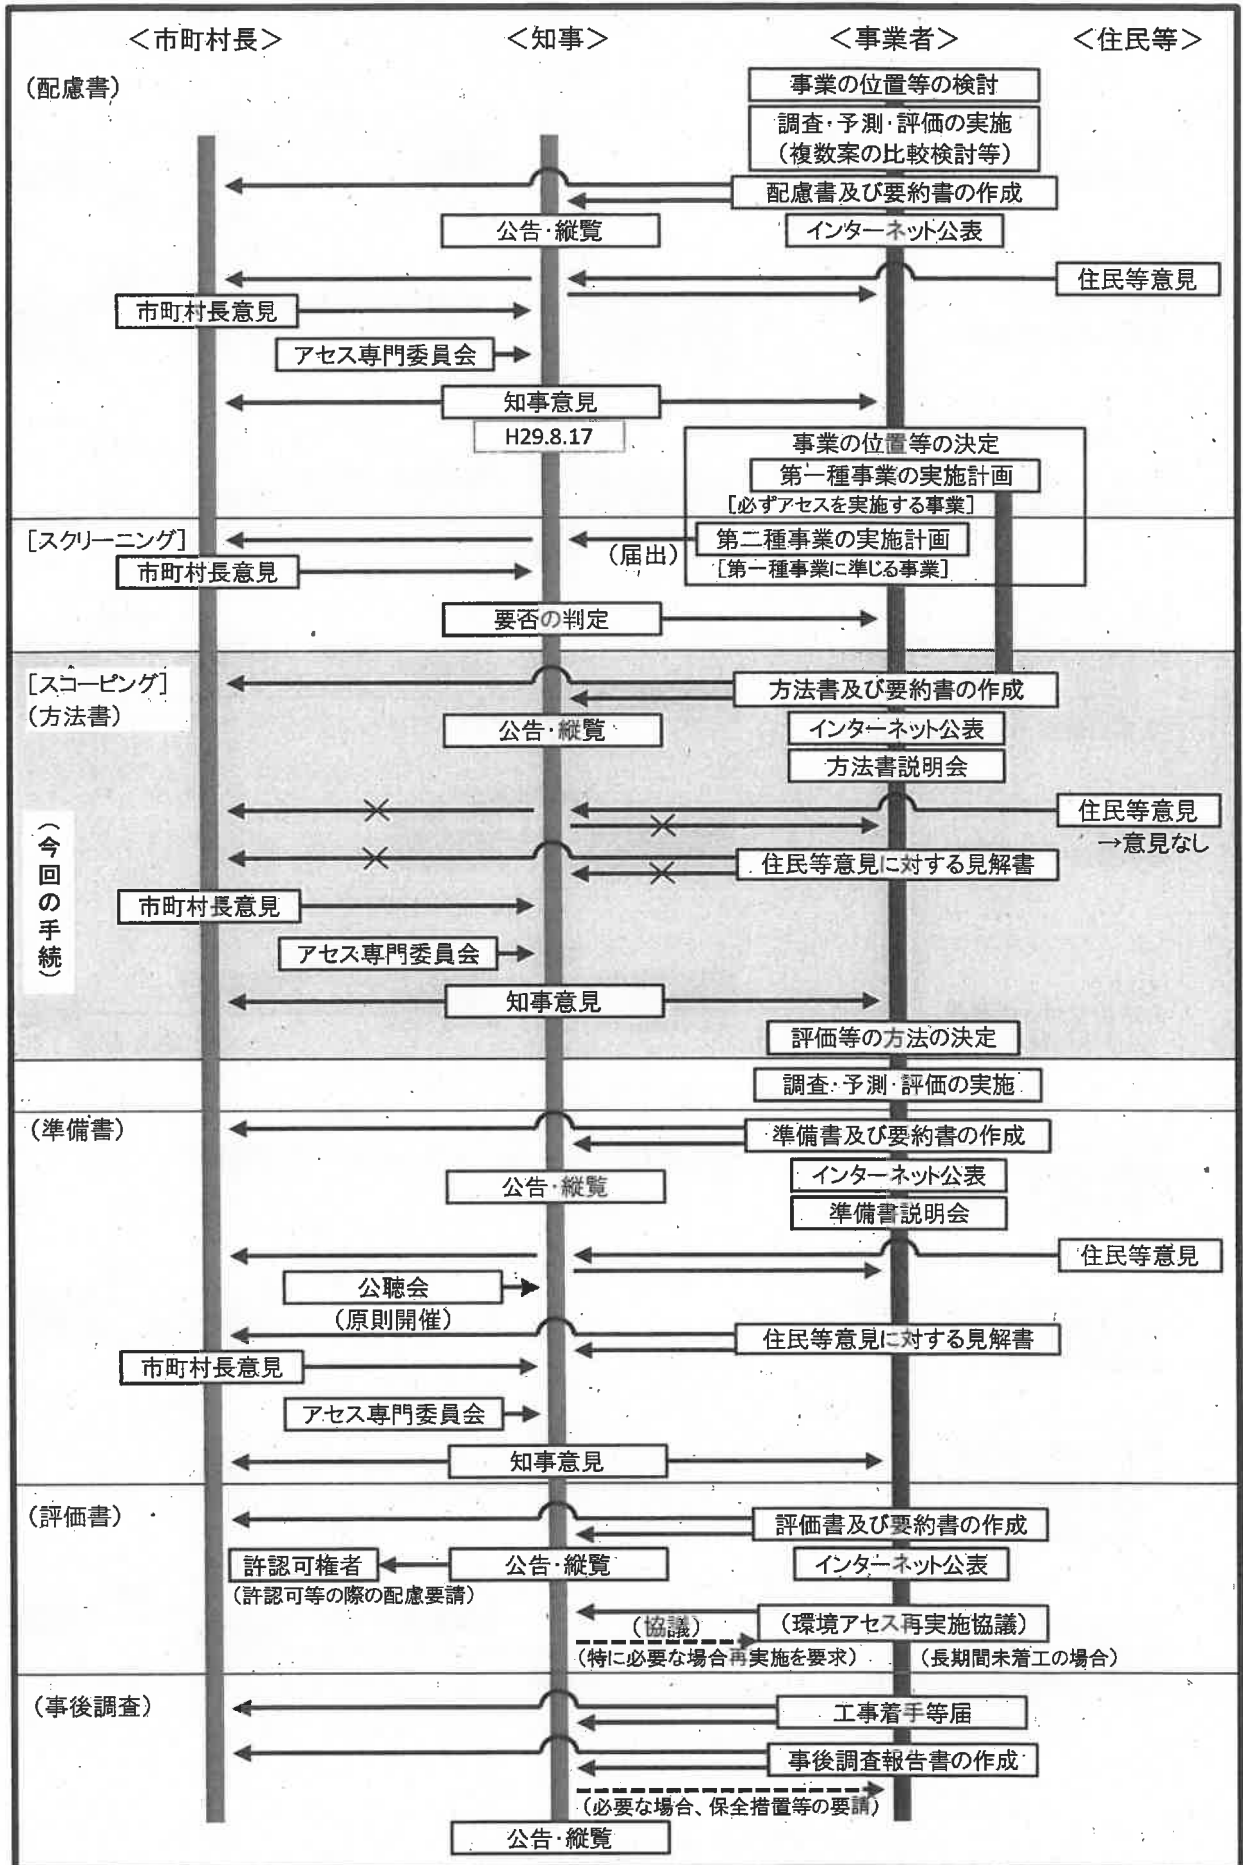 ＜市町村長＞ ＜知事＞ ＜事業者＞ ＜住民等＞
（配慮書）
事業の位置等の検討
調査・予測・評価の実施
（複数案の比較検討等）
配慮書及び要約書の作成
公告・縦覧 インターネット公表
住民等意見
市町村長意見
アセス専門委員会
知事意見
H29.8.17
事業の位置等の決定
第一種事業の実施計画
［必ずアセスを実施する事業］
［スクリーニング］
（届出） 第二種事業の実施計画
市町村長意見 ［第一種事業に準じる事業］
要否の判定
［スコーピング］
（方法書）
方法書及び要約書の作成
公告・縦覧 インターネット公表
方法書説明会
（今回の手続）
住民等意見
→意見なし
住民等意見に対する見解書
市町村長意見
アセス専門委員会
知事意見
評価等の方法の決定
調査・予測・評価の実施
（準備書）
準備書及び要約書の作成
公告・縦覧 インターネット公表
準備書説明会
住民等意見
公聴会
（原則開催）
住民等意見に対する見解書
市町村長意見
アセス専門委員会
知事意見
（評価書）
評価書及び要約書の作成
許認可権者 公告・縦覧 インターネット公表
（許認可等の際の配慮要請）
（協議） （環境アセス再実施協議）
（特に必要な場合再実施を要求） （長期間未着工の場合）
（事後調査）
工事着手等届
事後調査報告書の作成
（必要な場合、保全措置等の要請）
公告・縦覧